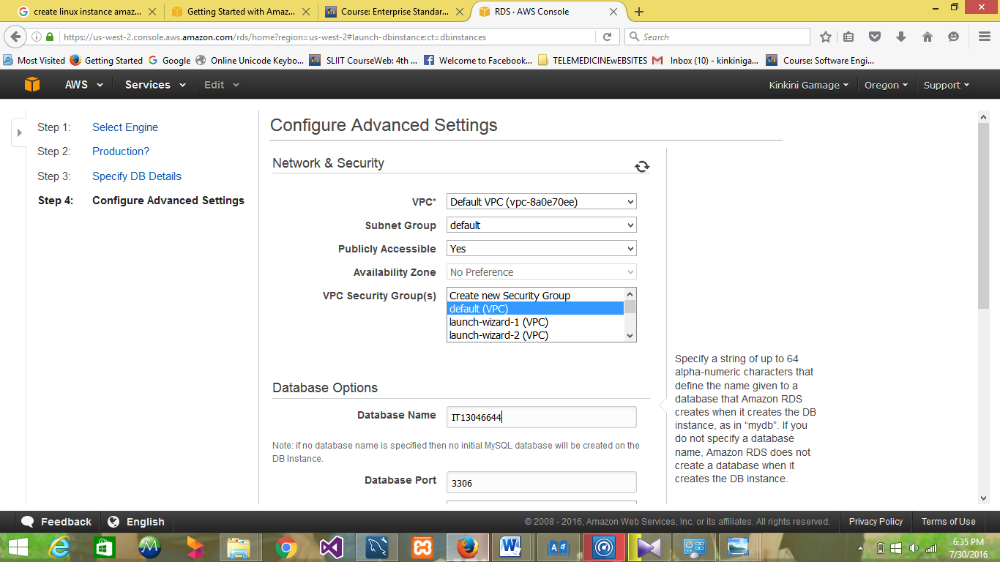 create linux instance amaz...
Getting Started with Amaz...
Course: Enterprise Standar...
RDS · AWS Console
https://us-west-2.console.aws.amazon.com/rds/home?region=us-west-2#launch-dbinstance:ct=dbinstances
Search
Most Visited
Getting Started
Google
Online Unicode Keybo...
SLIIT CourseWeb: 4th ...
Welcome to Facebook...
TELEMEDICINEwEBSITES
Inbox (10) - kinkiniga...
Course: Software Engi...
AWS
Services
Edit
Kinkini Gamage
Oregon
Support
Step 1: Select Engine
Step 2: Production?
Step 3: Specify DB Details
Step 4: Configure Advanced Settings
Configure Advanced Settings
Network & Security
VPC* Default VPC (vpc-8a0e70ee)
Subnet Group default
Publicly Accessible Yes
Availability Zone No Preference
VPC Security Group(s) Create new Security Group
default (VPC)
launch-wizard-1 (VPC)
launch-wizard-2 (VPC)
Database Options
Database Name IT13046644
Note: if no database name is specified then no initial MySQL database will be created on the
DB Instance.
Database Port 3306
Specify a string of up to 64
alpha-numeric characters that
define the name given to a
database that Amazon RDS
creates when it creates the DB
instance, as in “mydb”. If you
do not specify a database
name, Amazon RDS does not
create a database when it
creates the DB instance.
Feedback
English
© 2008 - 2016, Amazon Web Services, Inc. or its affiliates. All rights reserved.
Privacy Policy
Terms of Use
6:35 PM
7/30/2016